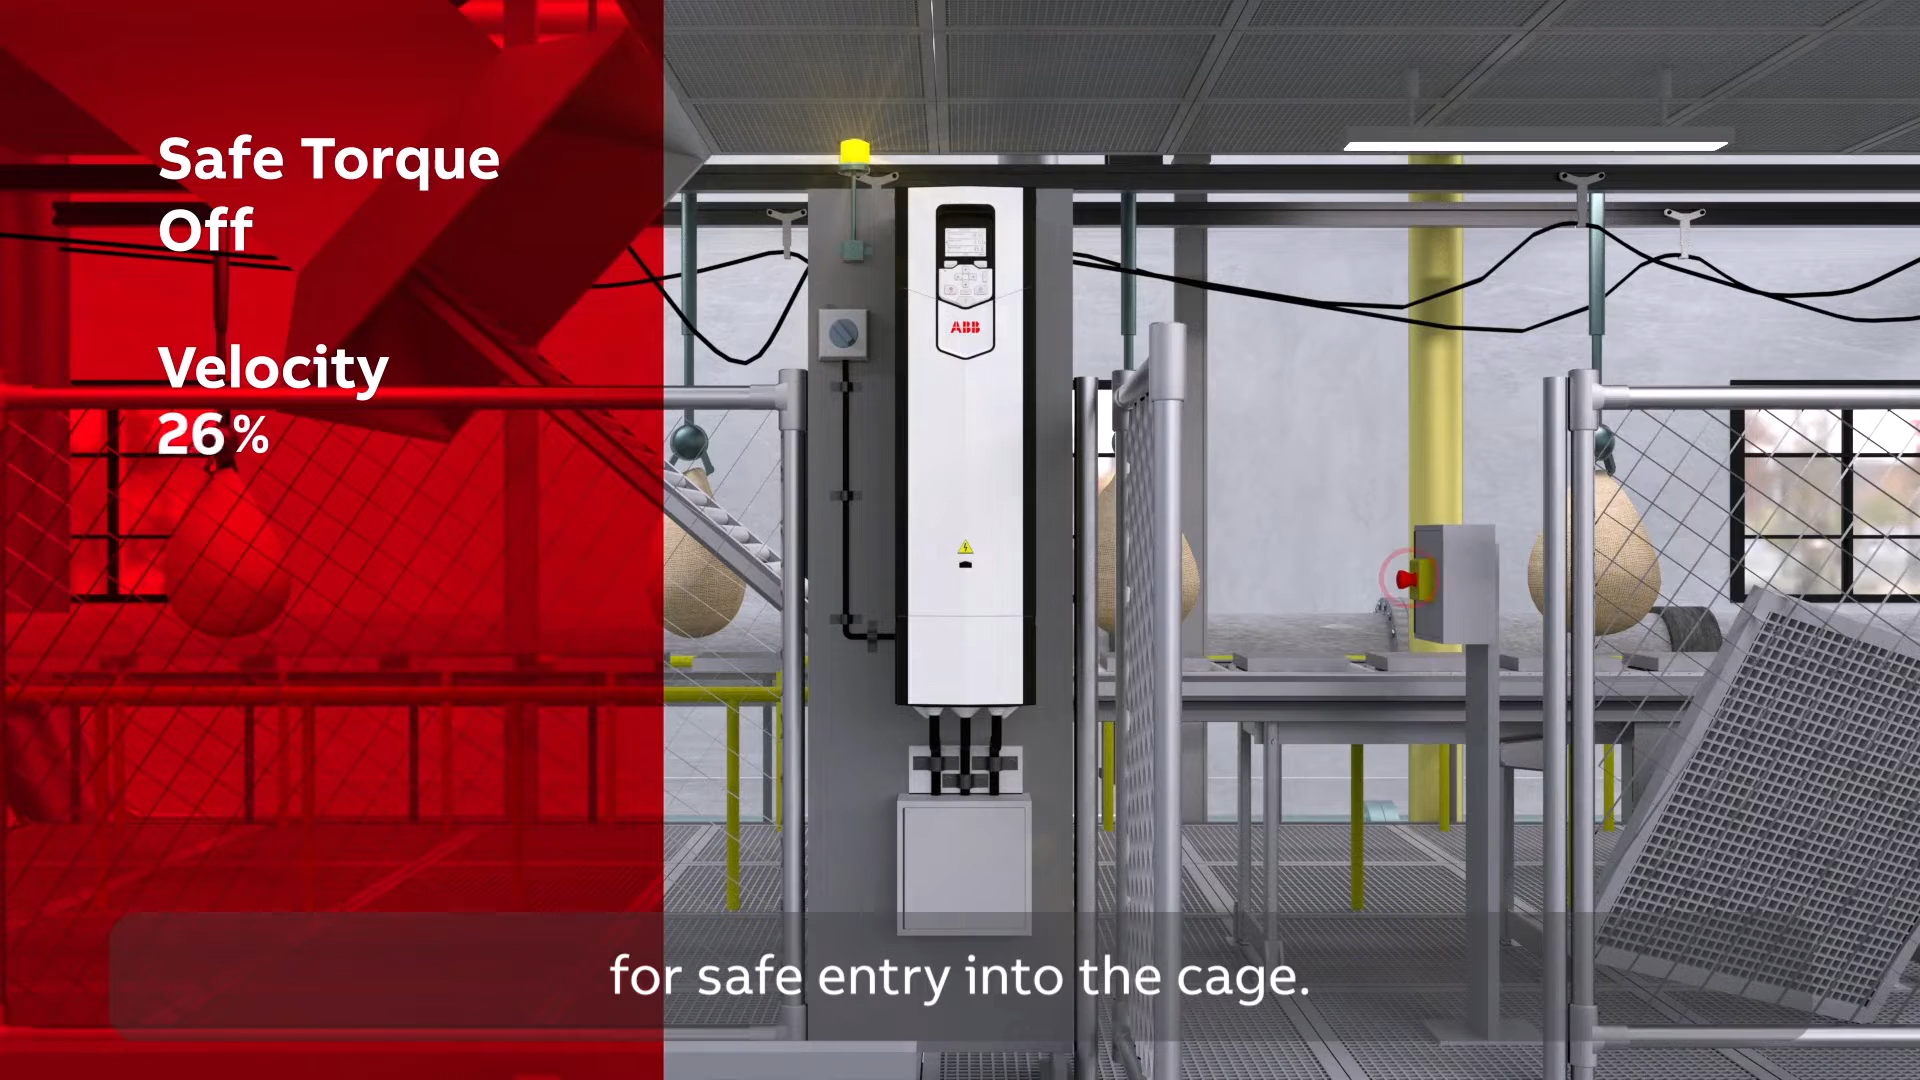 Safe Torque
Off
Velocity
26%
ABB
for safe entry into the cage.